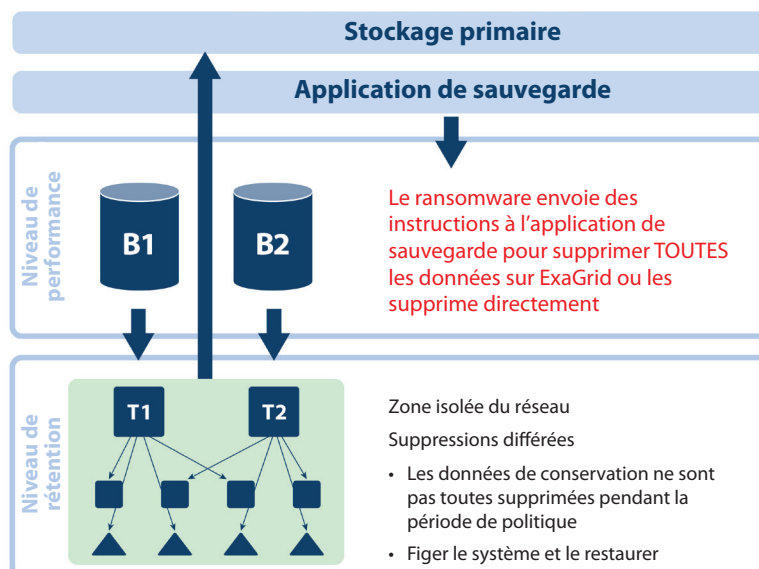 Stockage primaire
Application de sauvegarde
Niveau de
performance
B1
B2
Le ransomware envoie des
instructions à l’application de
sauvegarde pour supprimer TOUTES
les données sur ExaGrid ou les
supprime directement
Niveau de
rétention
T1
T2
Zone isolée du réseau
Suppressions différées
• Les données de conservation ne sont
pas toutes supprimées pendant la
période de politique
• Figer le système et le restaurer